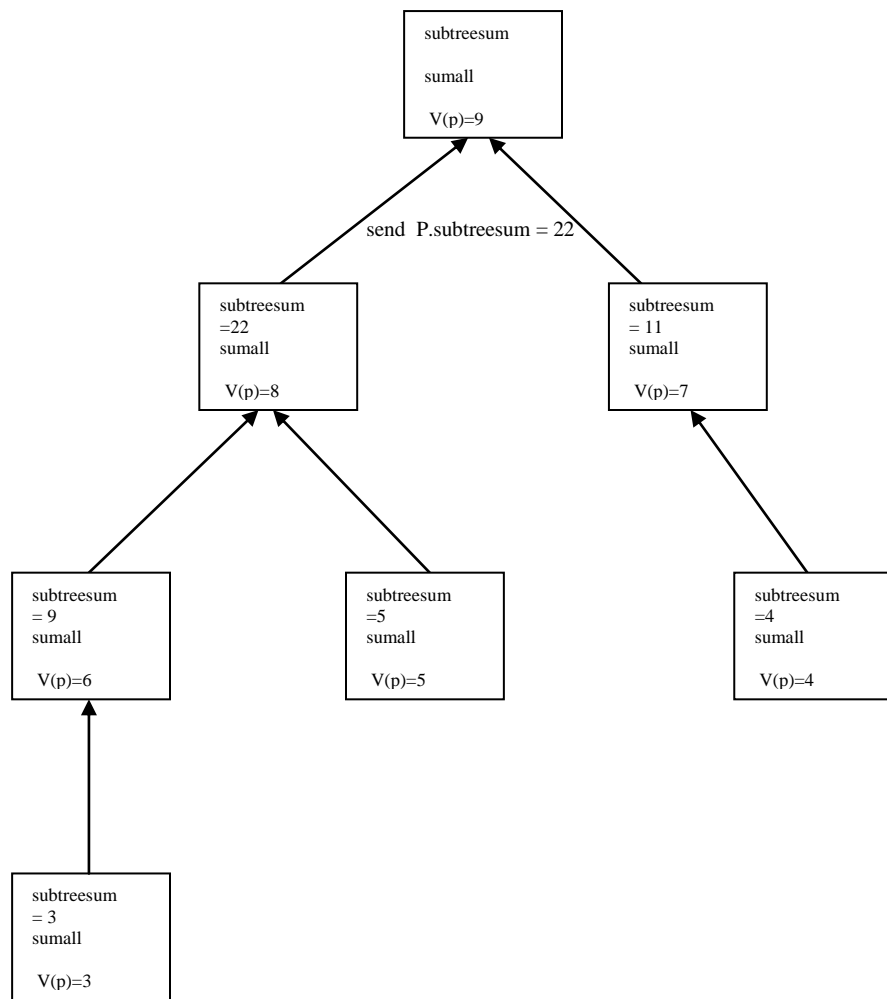 subtreesum
sumall
V(p)=9
send P.subtreesum = 22
subtreesum
=22
sumall
V(p)=8
subtreesum
= 11
sumall
V(p)=7
subtreesum
= 9
sumall
V(p)=6
subtreesum
=5
sumall
V(p)=5
subtreesum
=4
sumall
V(p)=4
subtreesum
= 3
sumall
V(p)=3